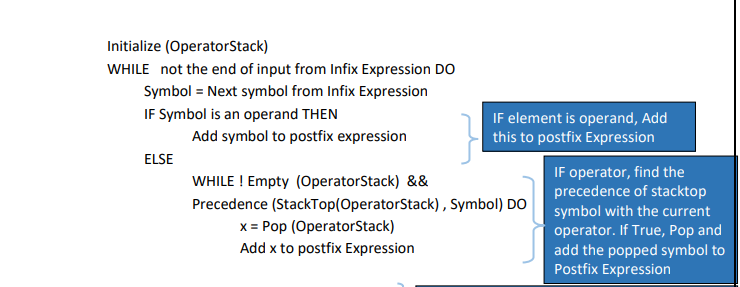 Initialize (OperatorStack)
WHILE not the end of input from Infix Expression DO
Symbol = Next symbol from Infix Expression
IF Symbol is an operand THEN
Add symbol to postfix expression
IF element is operand, Add
this to postfix Expression
ELSE
WHILE ! Empty (OperatorStack) &&
Precedence (StackTop(OperatorStack) , Symbol) DO
x = Pop (OperatorStack)
Add x to postfix Expression
IF operator, find the
precedence of stacktop
symbol with the current
operator. If True, Pop and
add the popped symbol to
Postfix Expression